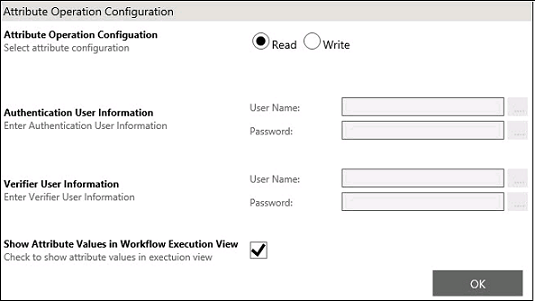 Attribute Operation Configuration
Attribute Operation Configuation
Select attribute configuration
Read Write
Authentication User Information
Enter Authentication User Information
User Name: ....
Password: ....
Verifier User Information
Enter Verifier User Information
User Name: ....
Password: ....
Show Attribute Values in Workflow Execution View
Check to show attribute values in exectuion view
OK